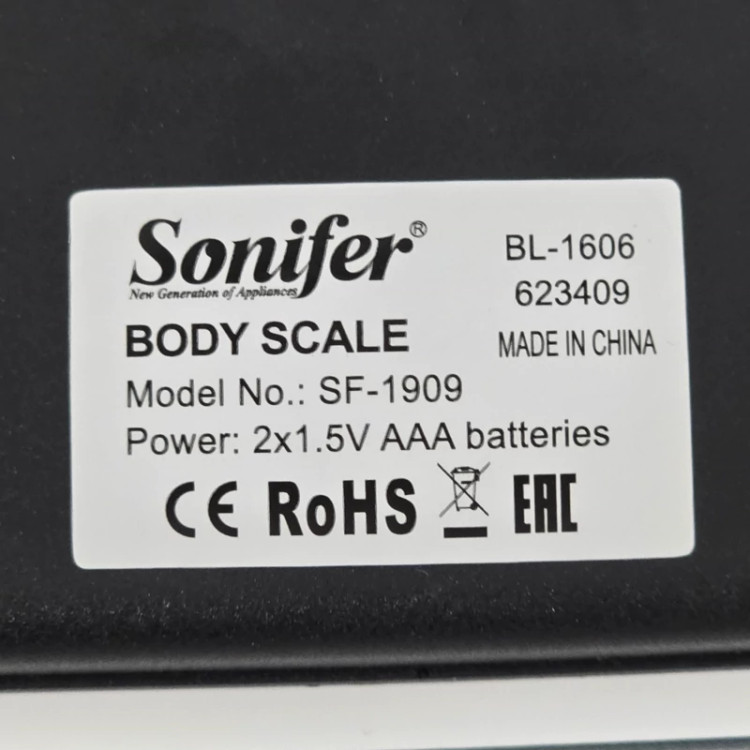 Sonifer®
New Generation of Appliances
BODY SCALE
Model No.: SF-1909
Power: 2x1.5V AAA batteries
BL-1606
623409
MADE IN CHINA
CE RoHS EAC